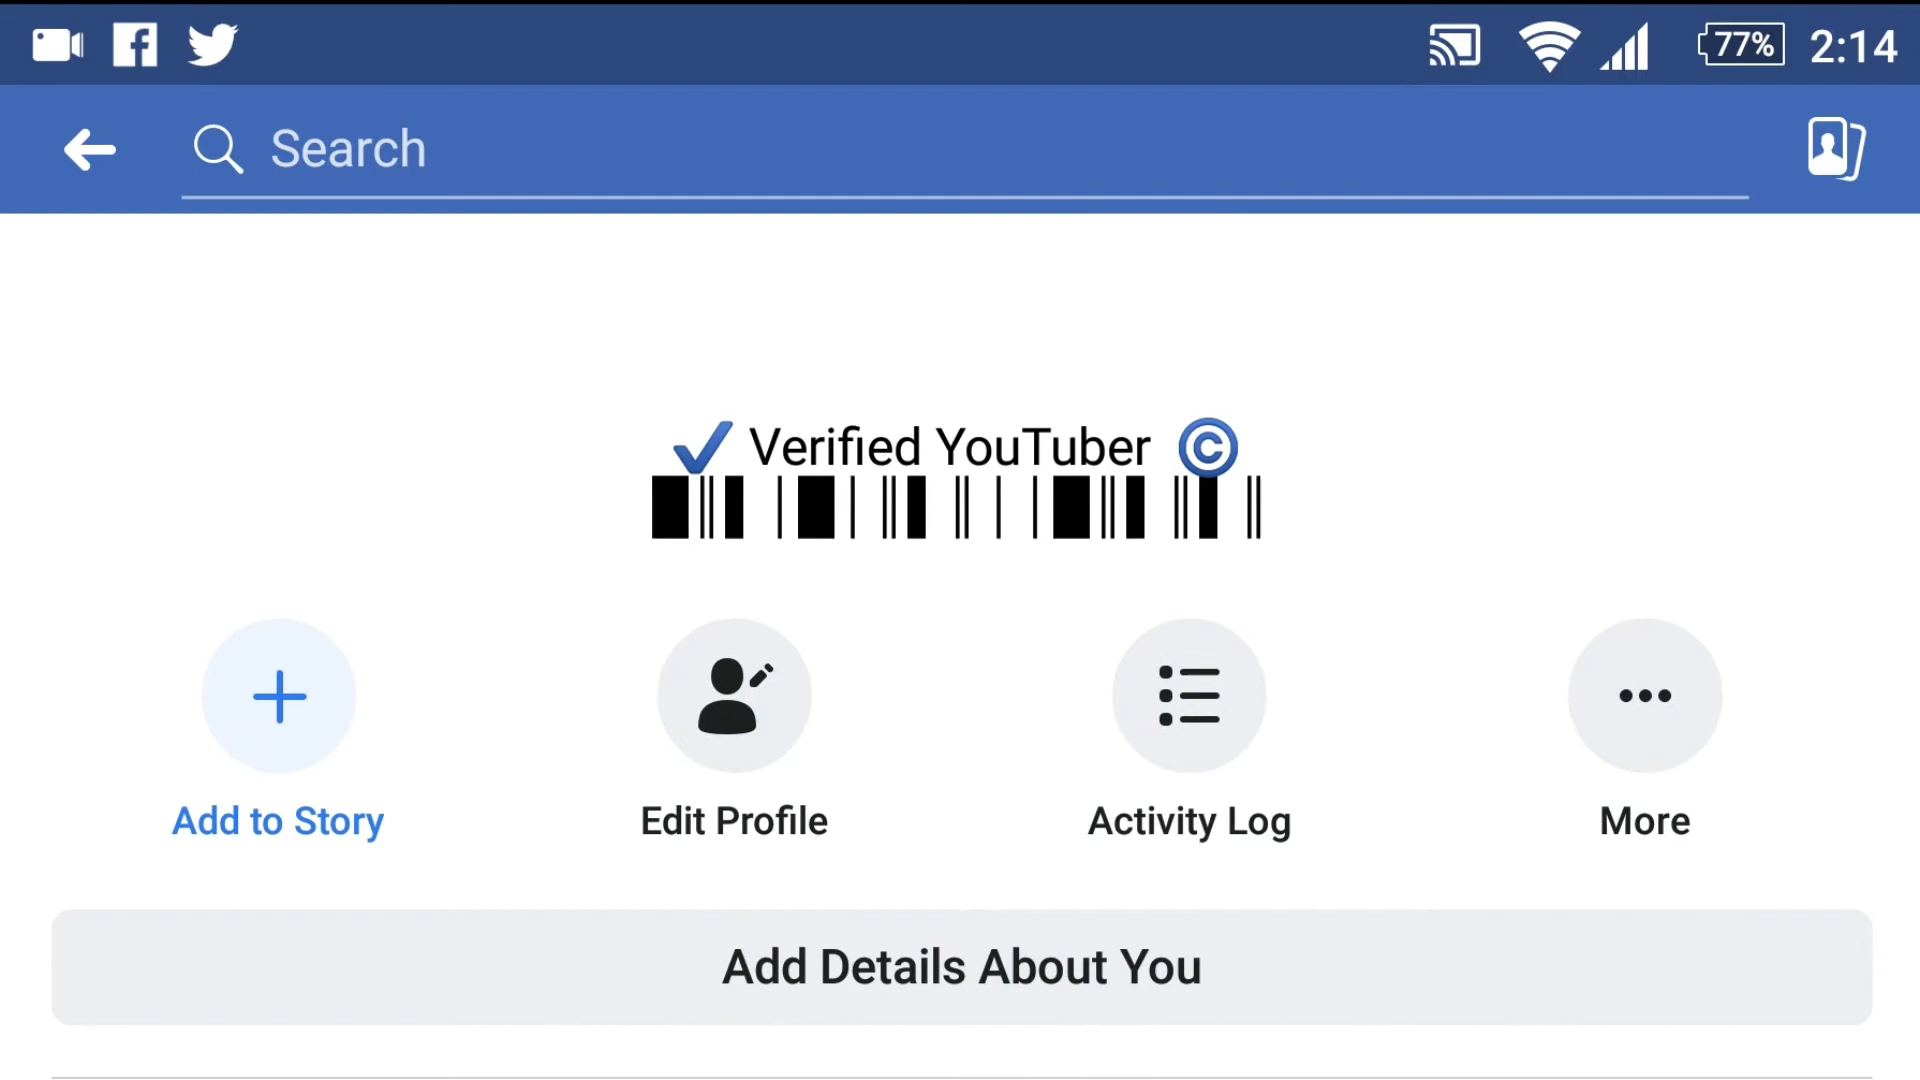 77% 2:14
Search
✔ Verified YouTuber ©
Add to Story Edit Profile Activity Log More
Add Details About You